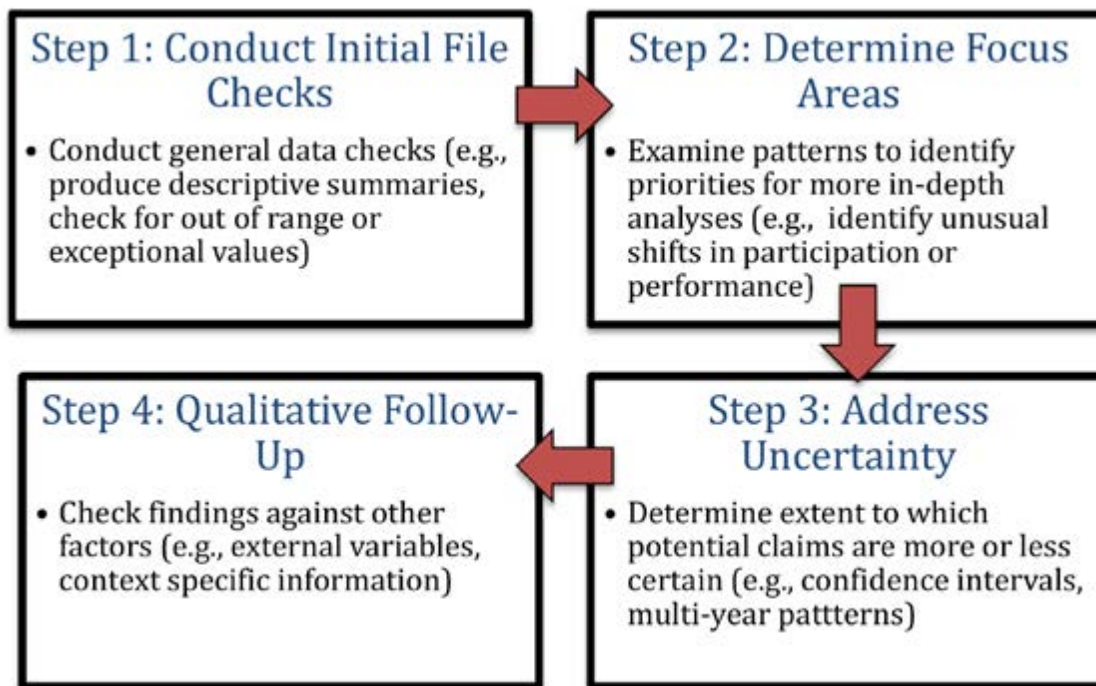 Step 1: Conduct Initial File
Checks
• Conduct general data checks (e.g.,
produce descriptive summaries,
check for out of range or
exceptional values)
Step 2: Determine Focus
Areas
• Examine patterns to identify
priorities for more in-depth
analyses (e.g., identify unusual
shifts in participation or
performance)
Step 3: Address
Uncertainty
• Determine extent to which
potential claims are more or less
certain (e.g., confidence intervals,
multi-year pattterns)
Step 4: Qualitative Follow-
Up
• Check findings against other
factors (e.g., external variables,
context specific information)